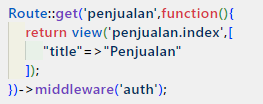 Route::get('penjualan',function(){
    return view('penjualan.index',[
      "title"=>"Penjualan"
    ]);
})->middleware('auth');